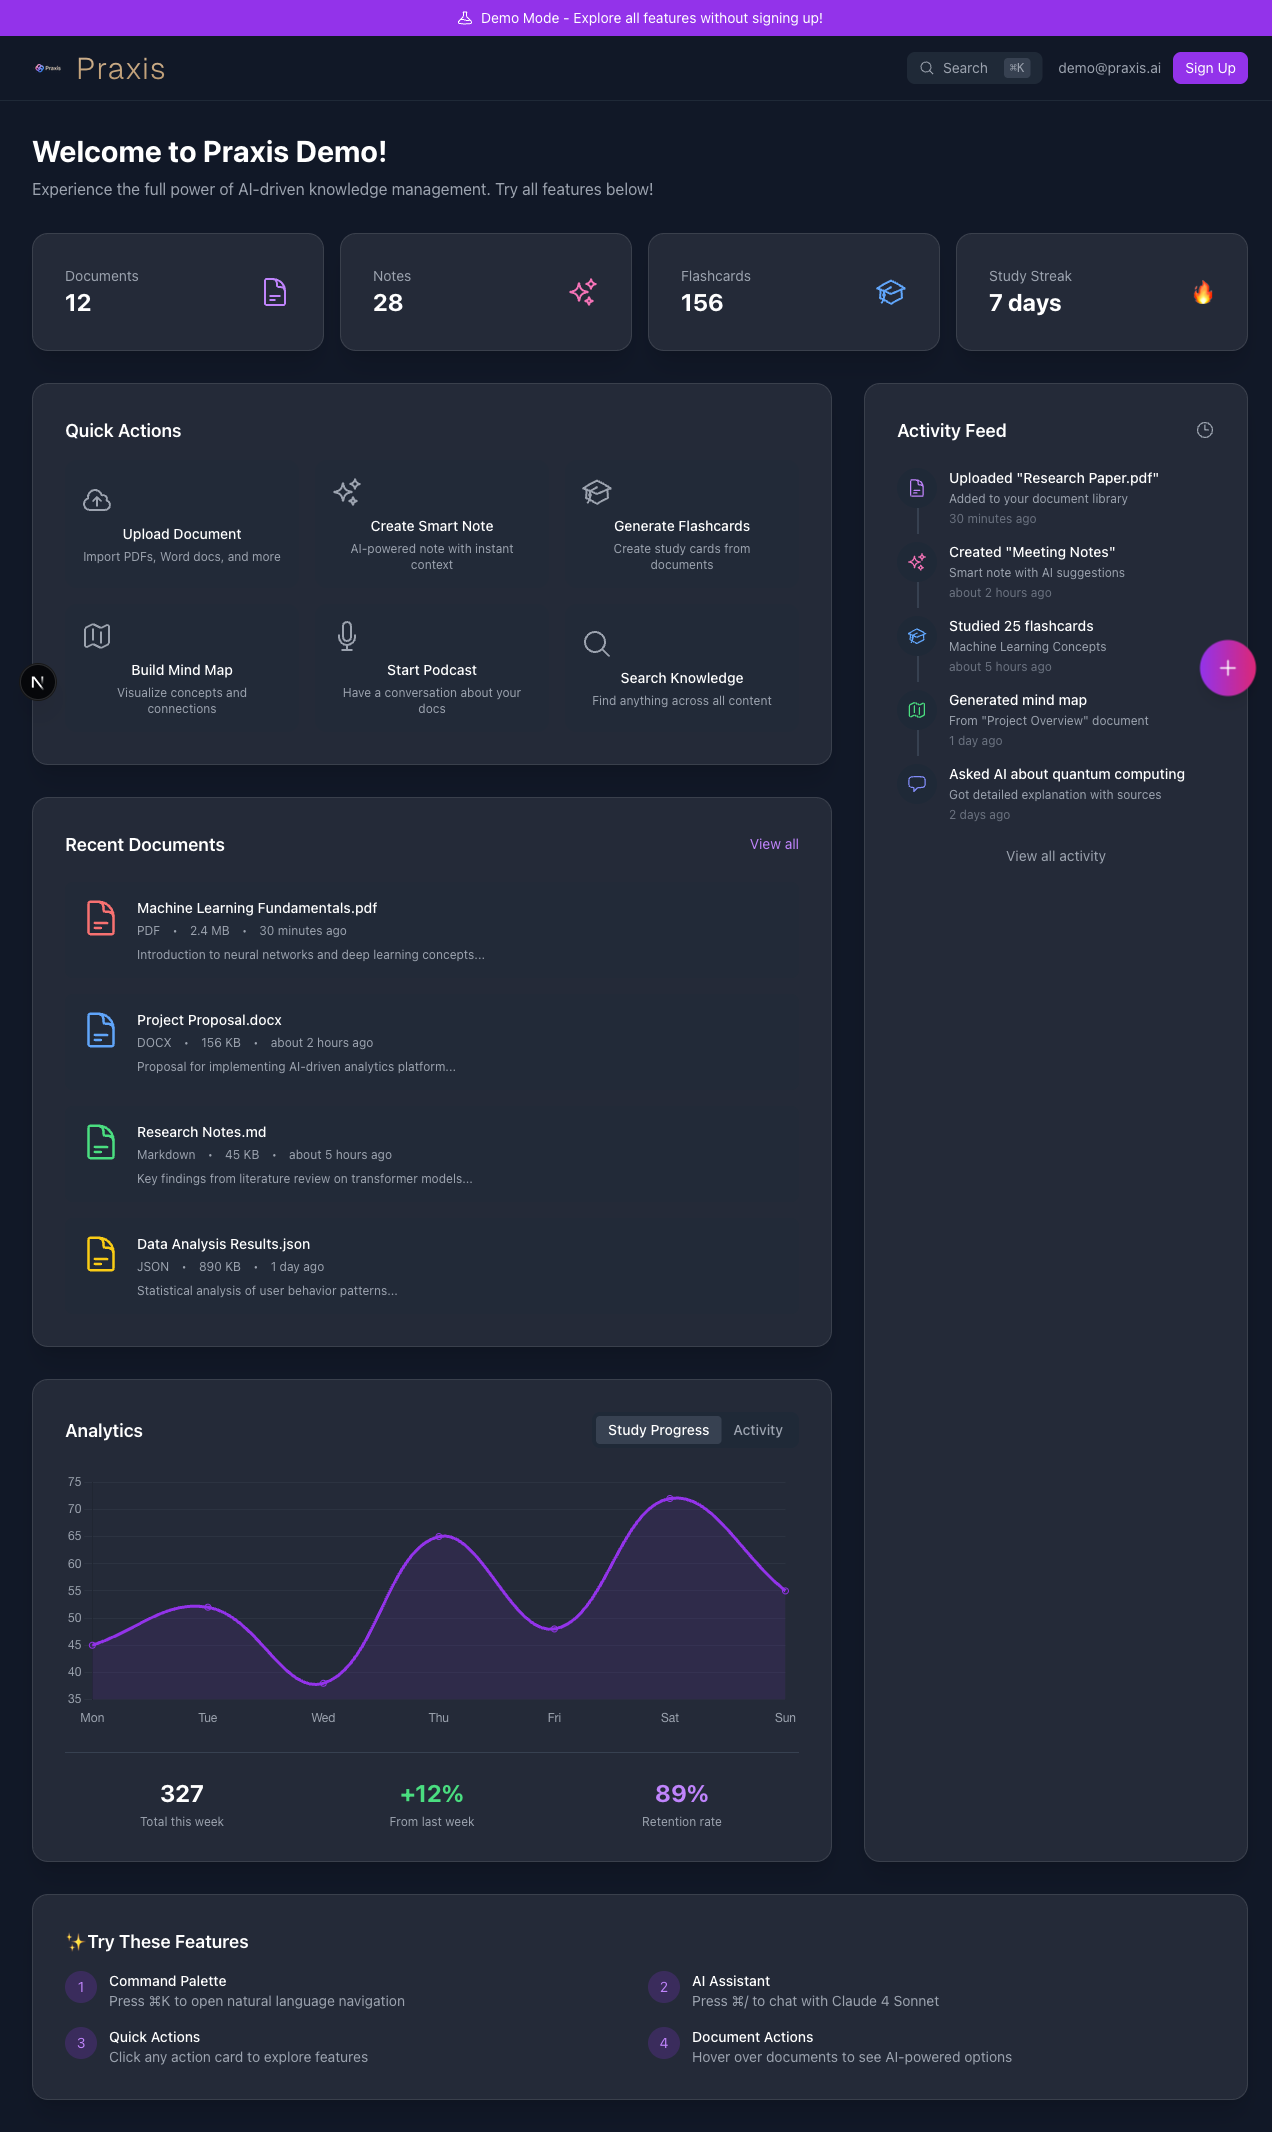 Demo Mode - Explore all features without signing up!
Praxis
Praxis
Search ⌘K
demo@praxis.ai
Sign Up
Welcome to Praxis Demo!
Experience the full power of AI-driven knowledge management. Try all features below!
Documents
12
Notes
28
Flashcards
156
Study Streak
7 days
Quick Actions
Upload Document
Import PDFs, Word docs, and more
Create Smart Note
AI-powered note with instant
context
Generate Flashcards
Create study cards from
documents
Build Mind Map
Visualize concepts and
connections
Start Podcast
Have a conversation about your
docs
Search Knowledge
Find anything across all content
N
Activity Feed
Uploaded "Research Paper.pdf"
Added to your document library
30 minutes ago
Created "Meeting Notes"
Smart note with AI suggestions
about 2 hours ago
Studied 25 flashcards
Machine Learning Concepts
about 5 hours ago
Generated mind map
From "Project Overview" document
1 day ago
Asked AI about quantum computing
Got detailed explanation with sources
2 days ago
View all activity
+
Recent Documents
View all
Machine Learning Fundamentals.pdf
PDF • 2.4 MB • 30 minutes ago
Introduction to neural networks and deep learning concepts...
Project Proposal.docx
DOCX • 156 KB • about 2 hours ago
Proposal for implementing AI-driven analytics platform...
Research Notes.md
Markdown • 45 KB • about 5 hours ago
Key findings from literature review on transformer models...
Data Analysis Results.json
JSON • 890 KB • 1 day ago
Statistical analysis of user behavior patterns...
Analytics
Study Progress
Activity
75
70
65
60
55
50
45
40
35
Mon Tue Wed Thu Fri Sat Sun
327
Total this week
+12%
From last week
89%
Retention rate
✨Try These Features
1
Command Palette
Press ⌘K to open natural language navigation
2
AI Assistant
Press ⌘/ to chat with Claude 4 Sonnet
3
Quick Actions
Click any action card to explore features
4
Document Actions
Hover over documents to see AI-powered options